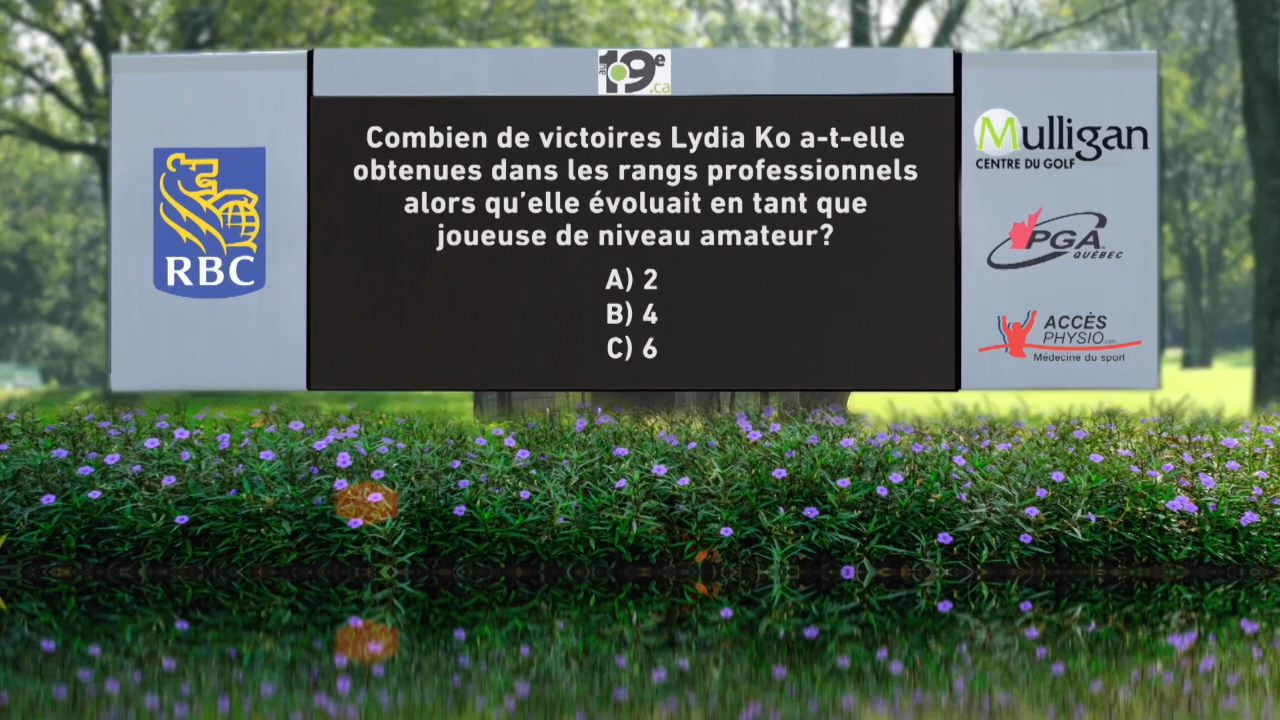 au 19e .ca
Combien de victoires Lydia Ko a-t-elle
obtenues dans les rangs professionnels
alors qu'elle évoluait en tant que
joueuse de niveau amateur?
A) 2
B) 4
C) 6
RBC
Mulligan
CENTRE DU GOLF
PGA
QUÉBEC
ACCÈS
PHYSIO.com
Médecine du sport